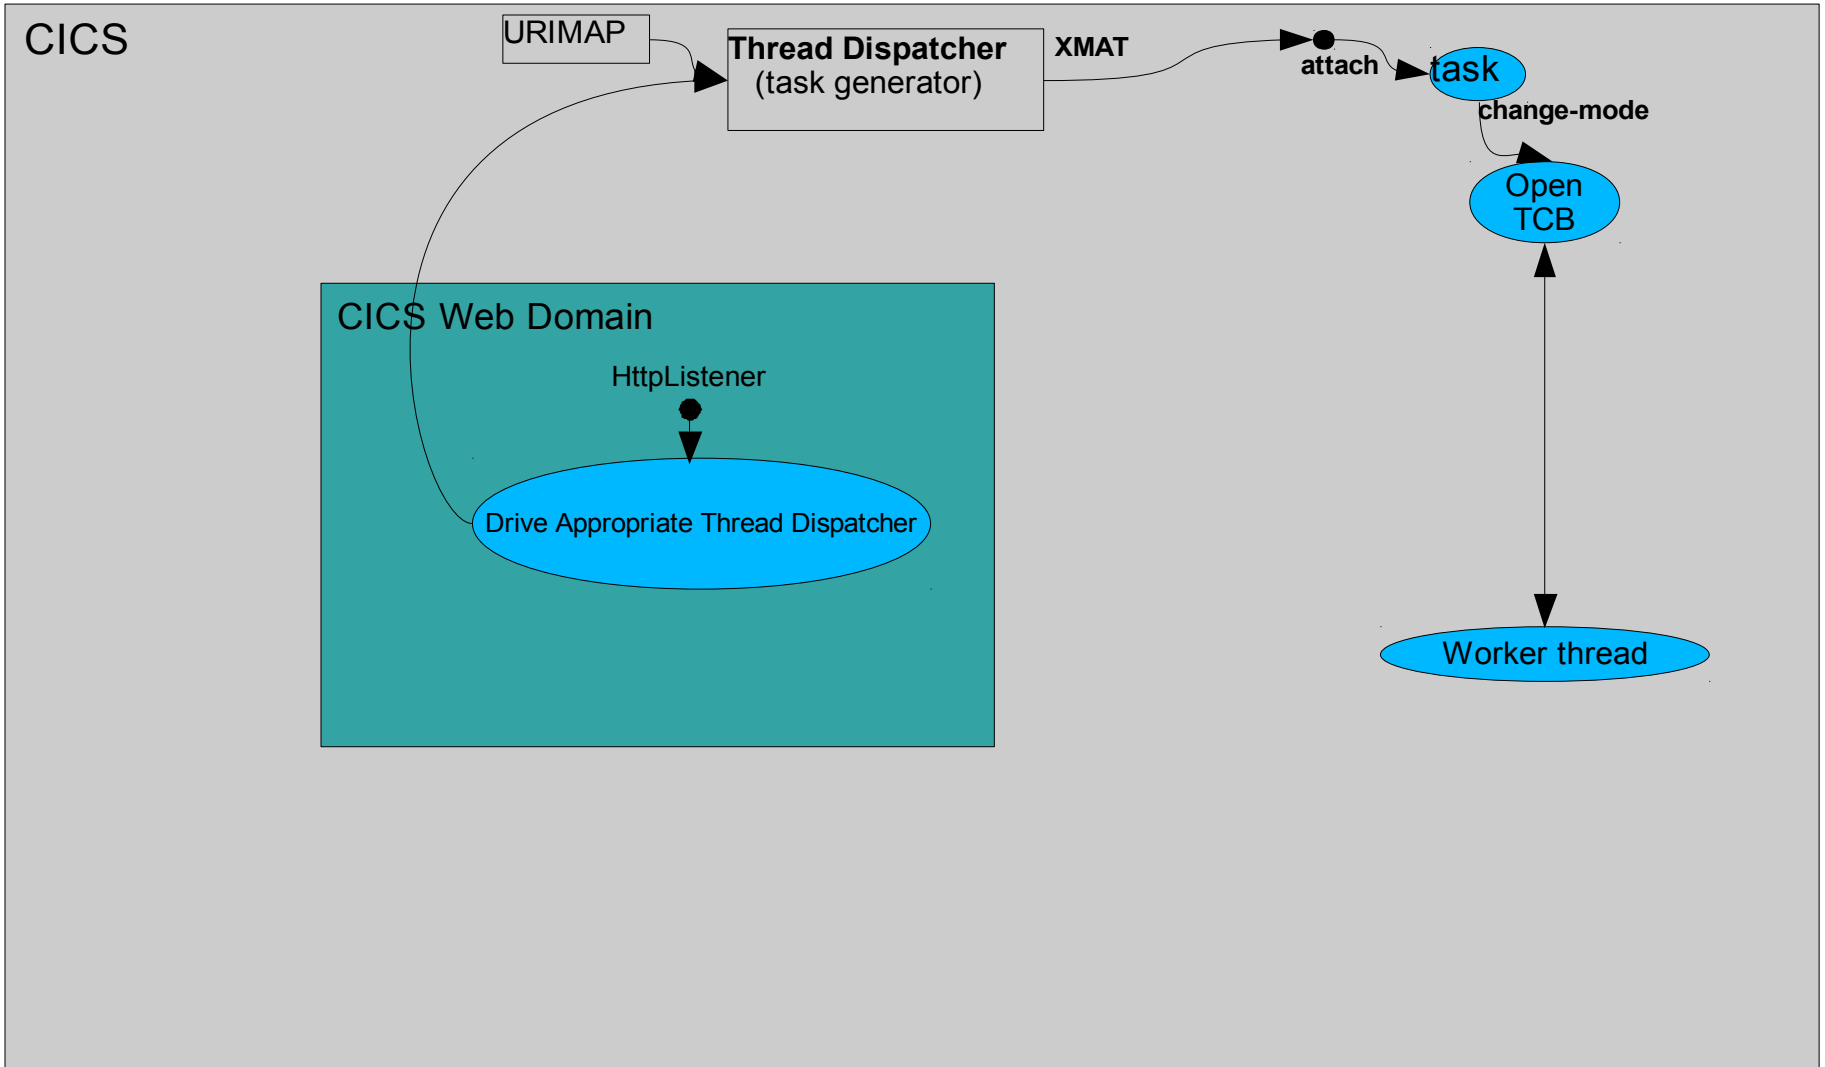 CICS
URIMAP
Thread Dispatcher
(task generator)
XMAT
attach
task
change-mode
Open
TCB
CICS Web Domain
HttpListener
Drive Appropriate Thread Dispatcher
Worker thread